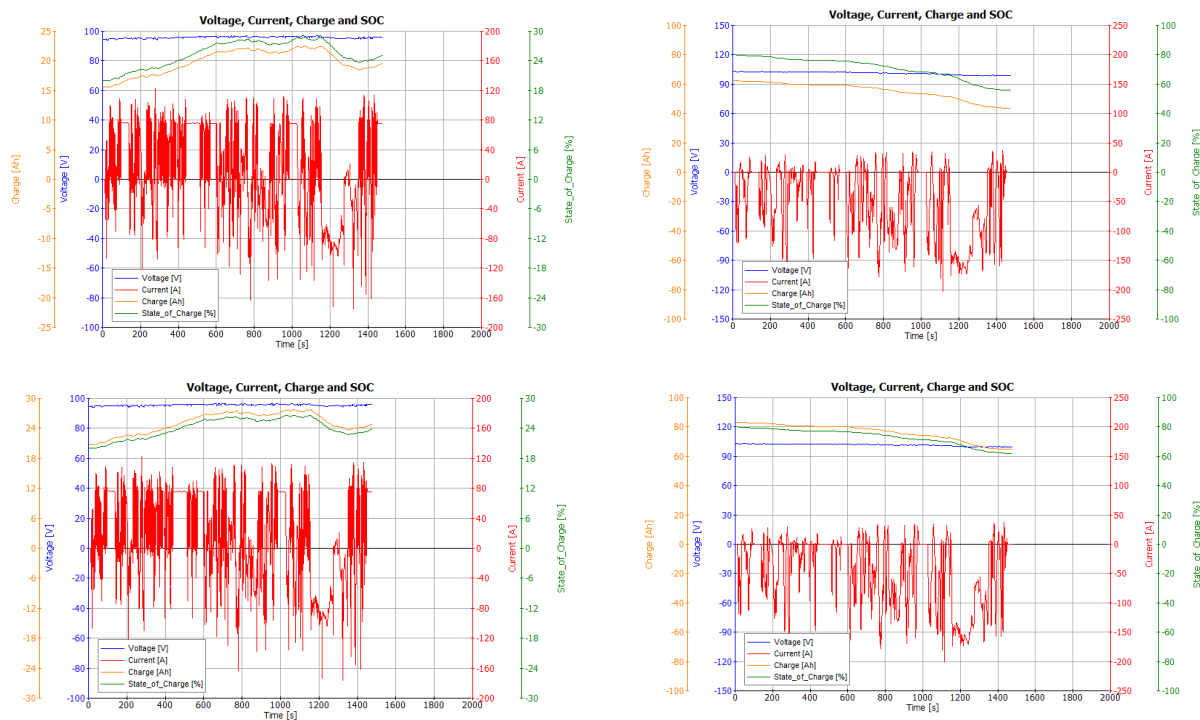 Voltage, Current, Charge and SOC
25 100 200 30
20 80 160 24
15 60 120 18
10 40 80 12
5 20 40 6
0 0 0 0
-5 -20 -40 -6
-10 -40 -80 -12
-15 -60 -120 -18
-20 -80 -160 -24
-25 -100 -200 -30
Charge [Ah]
Voltage [V]
Current [A]
State_of_Charge [%]
Voltage [V]
Current [A]
Charge [Ah]
State_of_Charge [%]
0 200 400 600 800 1000 1200 1400 1600 1800 2000
Time [s]
Voltage, Current, Charge and SOC
100 150 250 100
80 120 200 80
60 90 150 60
40 60 100 40
20 30 50 20
0 0 0 0
-20 -30 -50 -20
-40 -60 -100 -40
-60 -90 -150 -60
-80 -120 -200 -80
-100 -150 -250 -100
Charge [Ah]
Voltage [V]
Current [A]
State_of_Charge [%]
Voltage [V]
Current [A]
Charge [Ah]
State_of_Charge [%]
0 200 400 600 800 1000 1200 1400 1600 1800 2000
Time [s]
Voltage, Current, Charge and SOC
30 100 200 30
24 80 160 24
18 60 120 18
12 40 80 12
6 20 40 6
0 0 0 0
-6 -20 -40 -6
-12 -40 -80 -12
-18 -60 -120 -18
-24 -80 -160 -24
-30 -100 -200 -30
Charge [Ah]
Voltage [V]
Current [A]
State_of_Charge [%]
Voltage [V]
Current [A]
Charge [Ah]
State_of_Charge [%]
0 200 400 600 800 1000 1200 1400 1600 1800 2000
Time [s]
Voltage, Current, Charge and SOC
100 150 250 100
80 120 200 80
60 90 150 60
40 60 100 40
20 30 50 20
0 0 0 0
-20 -30 -50 -20
-40 -60 -100 -40
-60 -90 -150 -60
-80 -120 -200 -80
-100 -150 -250 -100
Charge [Ah]
Voltage [V]
Current [A]
State_of_Charge [%]
Voltage [V]
Current [A]
Charge [Ah]
State_of_Charge [%]
0 200 400 600 800 1000 1200 1400 1600 1800 2000
Time [s]